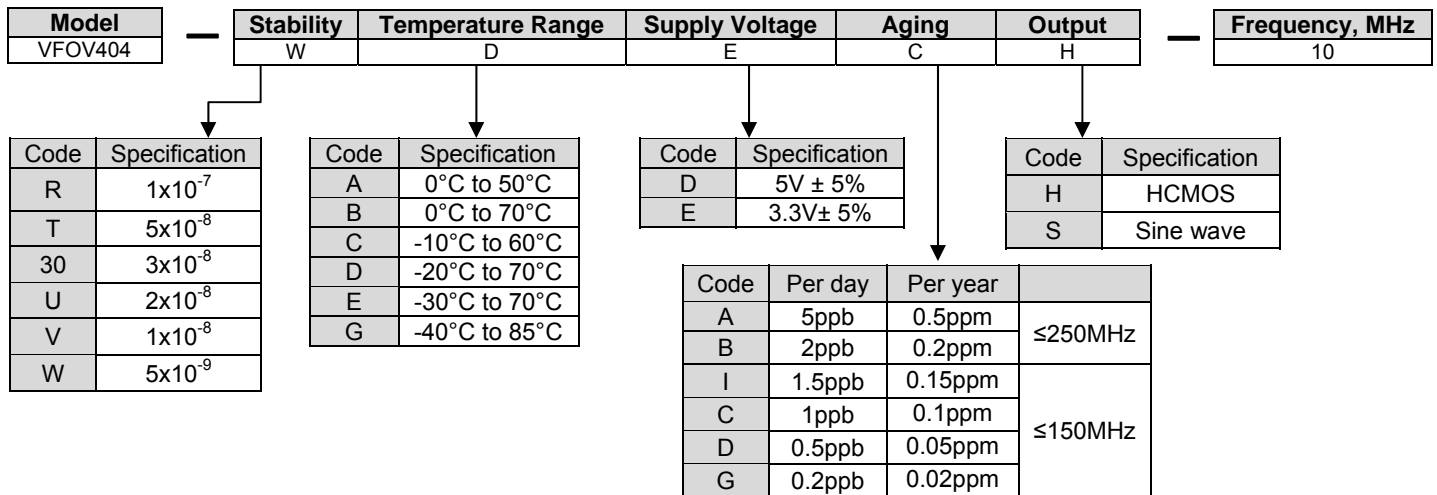 Model — Stability Temperature Range Supply Voltage Aging Output — Frequency, MHz
VFOV404 W D E C H 10
Code Specification
R 1x10⁻⁷
T 5x10⁻⁸
30 3x10⁻⁸
U 2x10⁻⁸
V 1x10⁻⁸
W 5x10⁻⁹
Code Specification
A 0°C to 50°C
B 0°C to 70°C
C -10°C to 60°C
D -20°C to 70°C
E -30°C to 70°C
G -40°C to 85°C
Code Specification
D 5V ± 5%
E 3.3V± 5%
Code Specification
H HCMOS
S Sine wave
Code Per day Per year
A 5ppb 0.5ppm ≤250MHz
B 2ppb 0.2ppm
I 1.5ppb 0.15ppm ≤150MHz
C 1ppb 0.1ppm
D 0.5ppb 0.05ppm
G 0.2ppb 0.02ppm